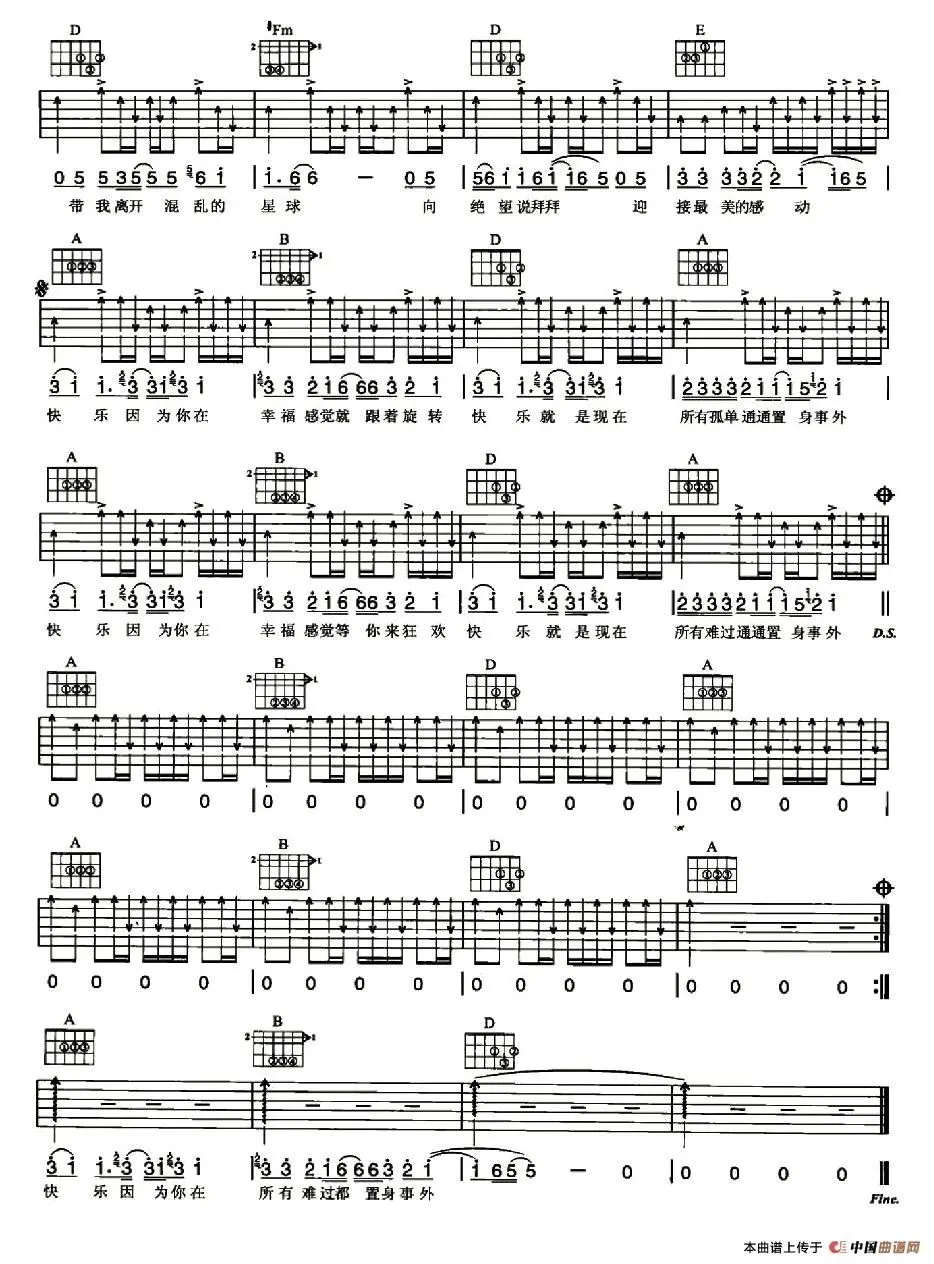 D #Fm D E
0 5 5 3 5 5 5 6 i | i. 6 6 — 0 5 | 5 6 i i 6 i i 6 5 0 5 | 3 3 3 3 2 2 i i 6 5 |
带 我 离开 混 乱的 星 球 向 绝 望 说 拜拜 迎 接 最 美 的 感 动
A B D A
3 i i. 3 3 i 3 i | 3 3 2 i 6 6 6 3 2 i | 3 i i. 3 3 i 3 i | 2 3 3 3 2 i i i 5 2 i
快 乐 因 为 你 在 幸 福 感 觉 就 跟 着 旋 转 快 乐 就 是 现 在 所有 孤单 通通置 身事 外
A B D A
3 i i. 3 3 i 3 i | 3 3 2 i 6 6 6 3 2 i | 3 i i. 3 3 i 3 i | 2 3 3 3 2 i i i 5 2 i ||
快 乐 因 为 你 在 幸 福 感 觉 等 你 来 狂 欢 快 乐 就 是 现 在 所有 难过 通通置 身事 外 D.S.
A B D A
0 0 0 0 | 0 0 0 0 | 0 0 0 0 | 0 0 0 0 |
A B D A
0 0 0 0 | 0 0 0 0 | 0 0 0 0 | 0 0 0 0 :||
A B D
3 i i. 3 3 i 3 i | 3 3 2 i 6 6 6 3 2 i | i 6 5 5 — 0 | 0 0 0 0 ||
快 乐 因 为 你 在 所 有 难 过 都 置 身 事 外 Fine.
本曲谱上传于 中国曲谱网